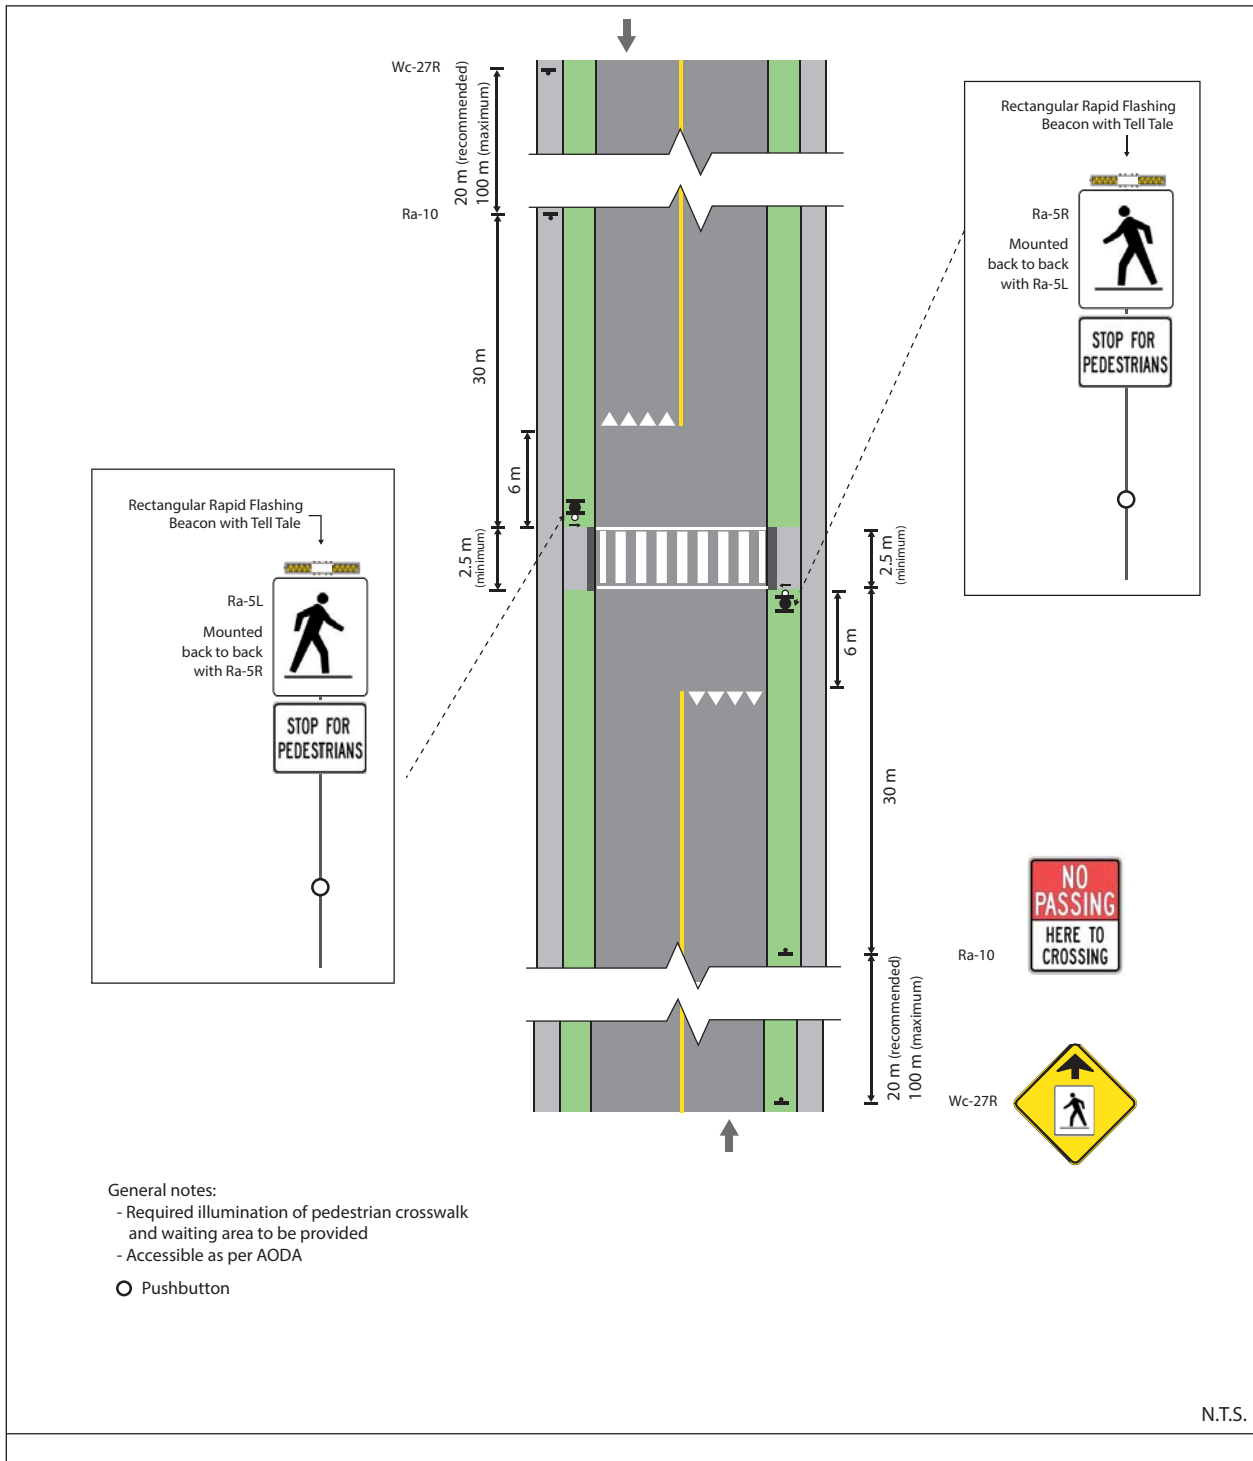 Wc-27R
20 m (recommended)
100 m (maximum)
Ra-10
30 m
6 m
2.5 m
(minimum)
Rectangular Rapid Flashing
Beacon with Tell Tale
Ra-5R
Mounted
back to back
with Ra-5L
STOP FOR
PEDESTRIANS
Rectangular Rapid Flashing
Beacon with Tell Tale
Ra-5L
Mounted
back to back
with Ra-5R
STOP FOR
PEDESTRIANS
2.5 m
(minimum)
6 m
30 m
20 m (recommended)
100 m (maximum)
Ra-10
NO
PASSING
HERE TO
CROSSING
Wc-27R
General notes:
- Required illumination of pedestrian crosswalk
and waiting area to be provided
- Accessible as per AODA
Pushbutton
N.T.S.